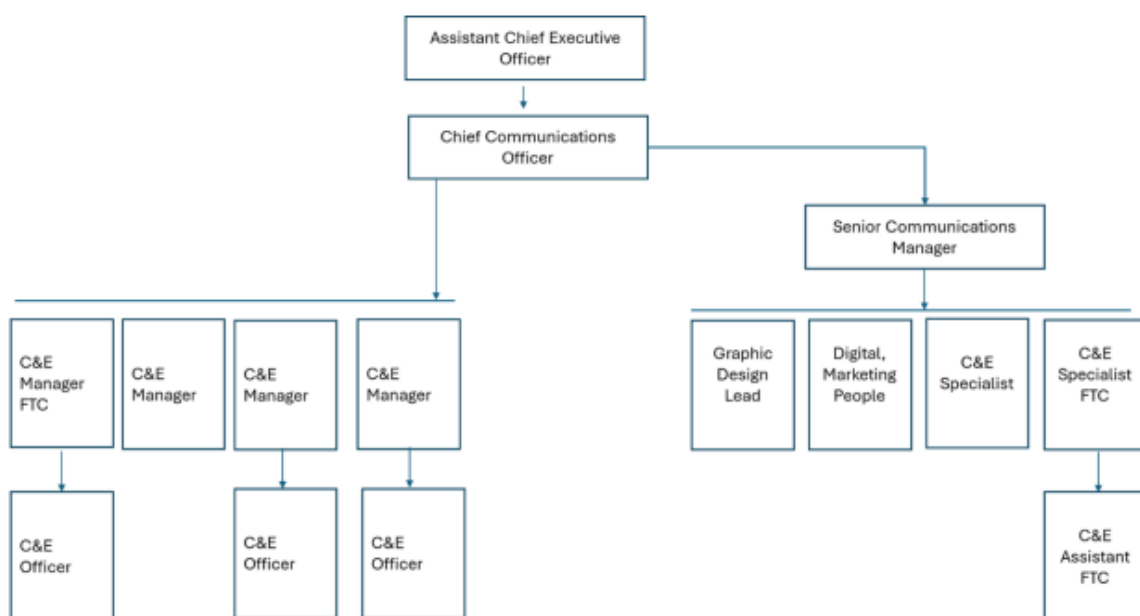 Assistant Chief Executive
Officer
Chief Communications
Officer
Senior Communications
Manager
C&E
Manager
FTC
C&E
Manager
C&E
Manager
C&E
Manager
Graphic
Design
Lead
Digital,
Marketing
People
C&E
Specialist
C&E
Specialist
FTC
C&E
Officer
C&E
Officer
C&E
Officer
C&E
Assistant
FTC